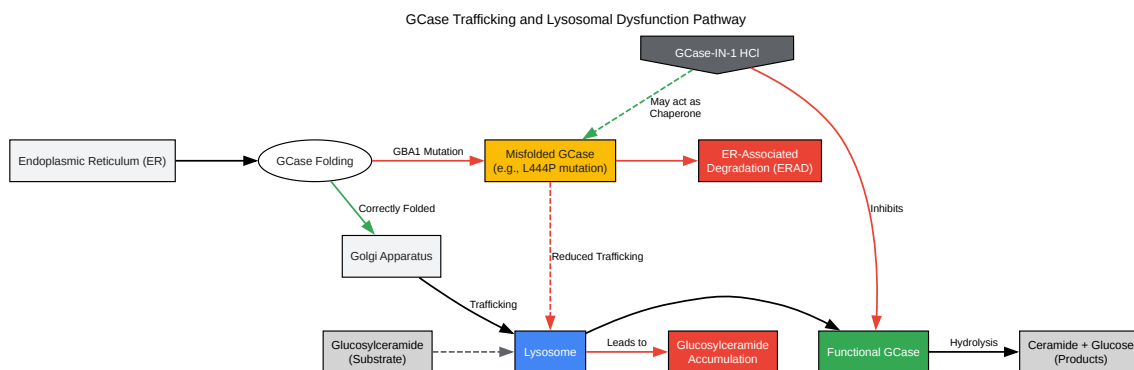 GCase Trafficking and Lysosomal Dysfunction Pathway
GCase-IN-1 HCl
May act as
Chaperone
Endoplasmic Reticulum (ER)
GCase Folding
GBA1 Mutation
Misfolded GCase
(e.g., L444P mutation)
ER-Associated
Degradation (ERAD)
Correctly Folded
Inhibits
Golgi Apparatus
Reduced Trafficking
Trafficking
Glucosylceramide
(Substrate)
Lysosome
Leads to
Glucosylceramide
Accumulation
Functional GCase
Hydrolysis
Ceramide + Glucose
(Products)